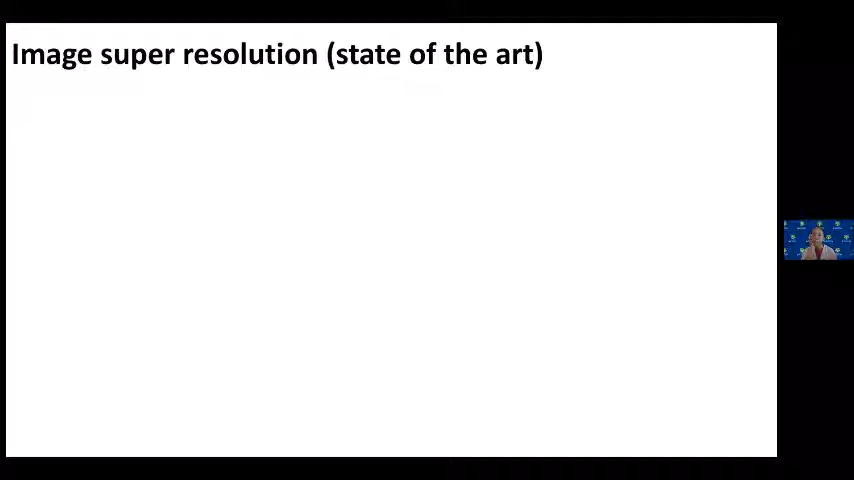 Image super resolution (state of the art)